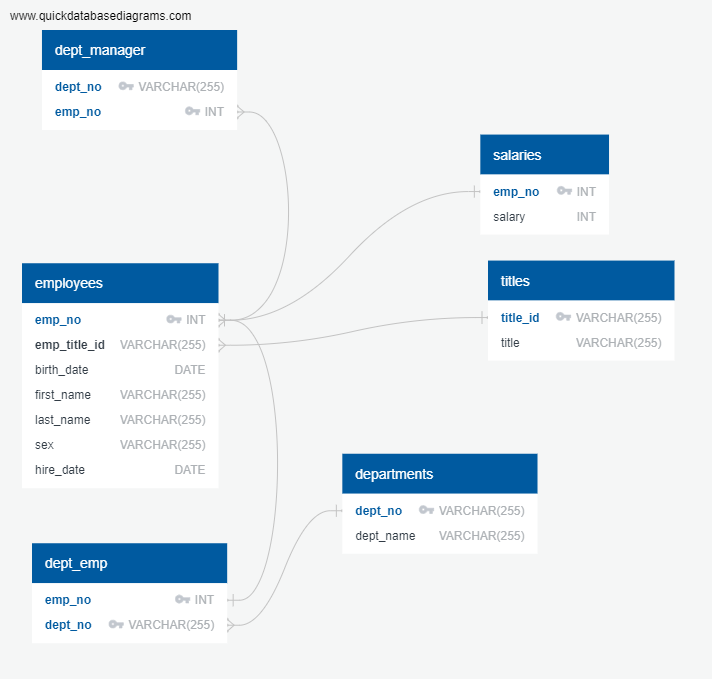 www.quickdatabasediagrams.com
dept_manager
dept_no VARCHAR(255)
emp_no INT
salaries
emp_no INT
salary INT
employees
emp_no INT
emp_title_id VARCHAR(255)
birth_date DATE
first_name VARCHAR(255)
last_name VARCHAR(255)
sex VARCHAR(255)
hire_date DATE
titles
title_id VARCHAR(255)
title VARCHAR(255)
departments
dept_no VARCHAR(255)
dept_name VARCHAR(255)
dept_emp
emp_no INT
dept_no VARCHAR(255)